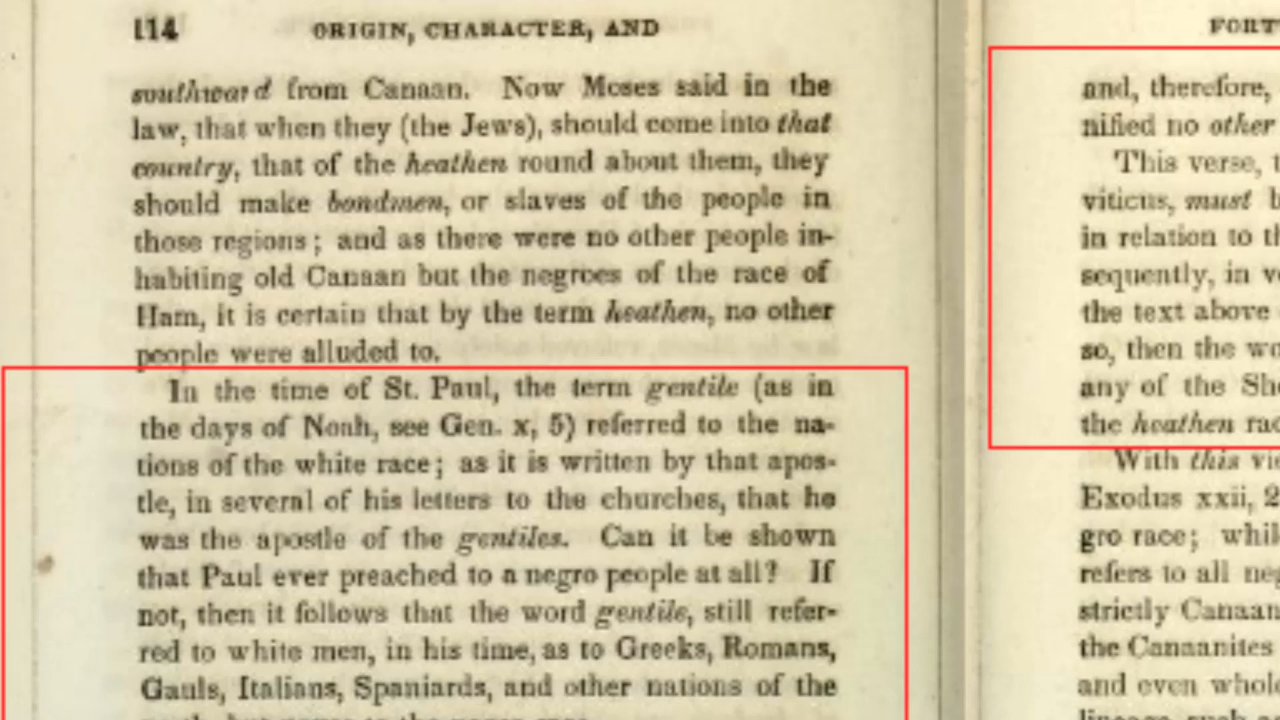 114 ORIGIN, CHARACTER, AND
southward from Canaan. Now Moses said in the
law, that when they (the Jews), should come into that
country, that of the heathen round about them, they
should make bondmen, or slaves of the people in
those regions; and as there were no other people in-
habiting old Canaan but the negroes of the race of
Ham, it is certain that by the term heathen, no other
people were alluded to.
In the time of St. Paul, the term gentile (as in
the days of Noah, see Gen. x, 5) referred to the na-
tions of the white race; as it is written by that apos-
tle, in several of his letters to the churches, that he
was the apostle of the gentiles. Can it be shown
that Paul ever preached to a negro people at all? If
not, then it follows that the word gentile, still refer-
red to white men, in his time, as to Greeks, Romans,
Gauls, Italians, Spaniards, and other nations of the
FORT
and, therefore,
nified no other
This verse, t
viticus, must b
in relation to th
sequently, in v
the text above
so, then the wo
any of the Sh
the heathen rac
With this vie
Exodus xxii, 2
gro race; whil
refers to all neg
strictly Canaan
the Canaanites
and even whol